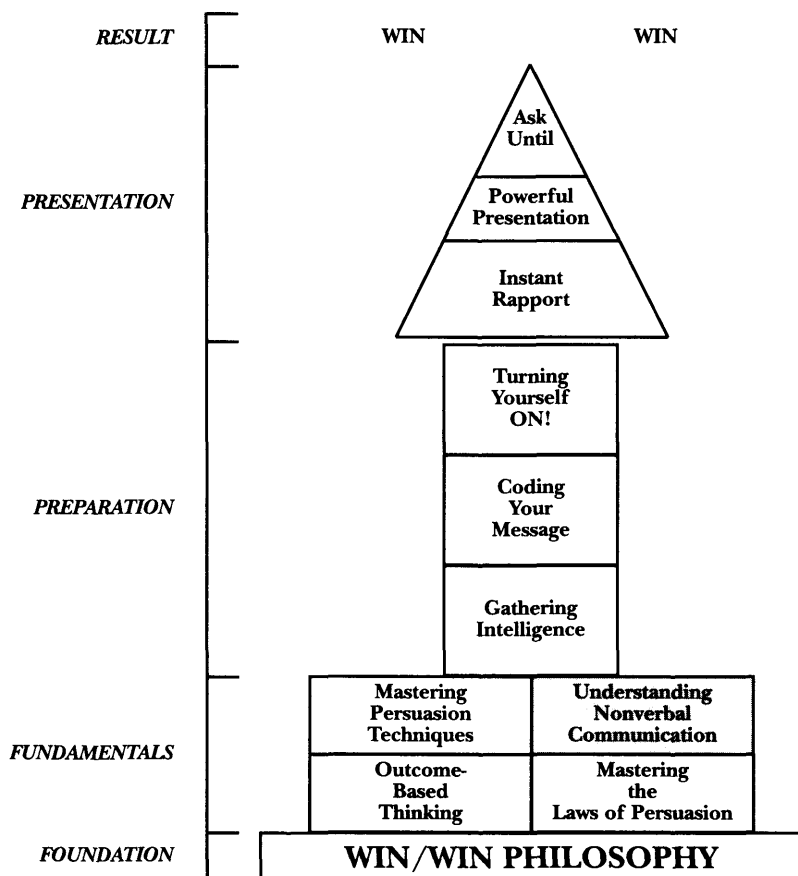 RESULT WIN WIN
Ask
Until
PRESENTATION
Powerful
Presentation
Instant
Rapport
Turning
Yourself
ON!
PREPARATION
Coding
Your
Message
Gathering
Intelligence
FUNDAMENTALS
Mastering
Persuasion
Techniques
Understanding
Nonverbal
Communication
Outcome-
Based
Thinking
Mastering
the
Laws of Persuasion
FOUNDATION
WIN/WIN PHILOSOPHY